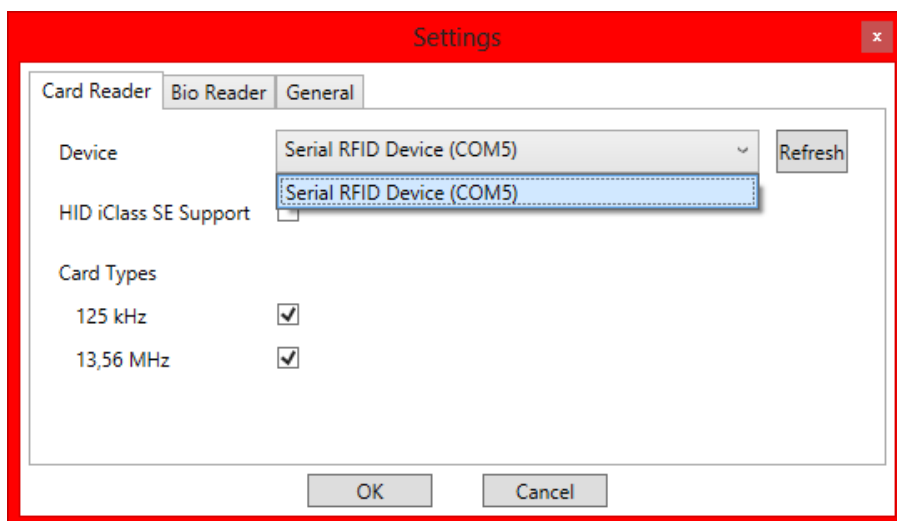 Settings
x
Card Reader Bio Reader General
Device Serial RFID Device (COM5) Refresh
Serial RFID Device (COM5)
HID iClass SE Support
Card Types
125 kHz
13,56 MHz
OK Cancel